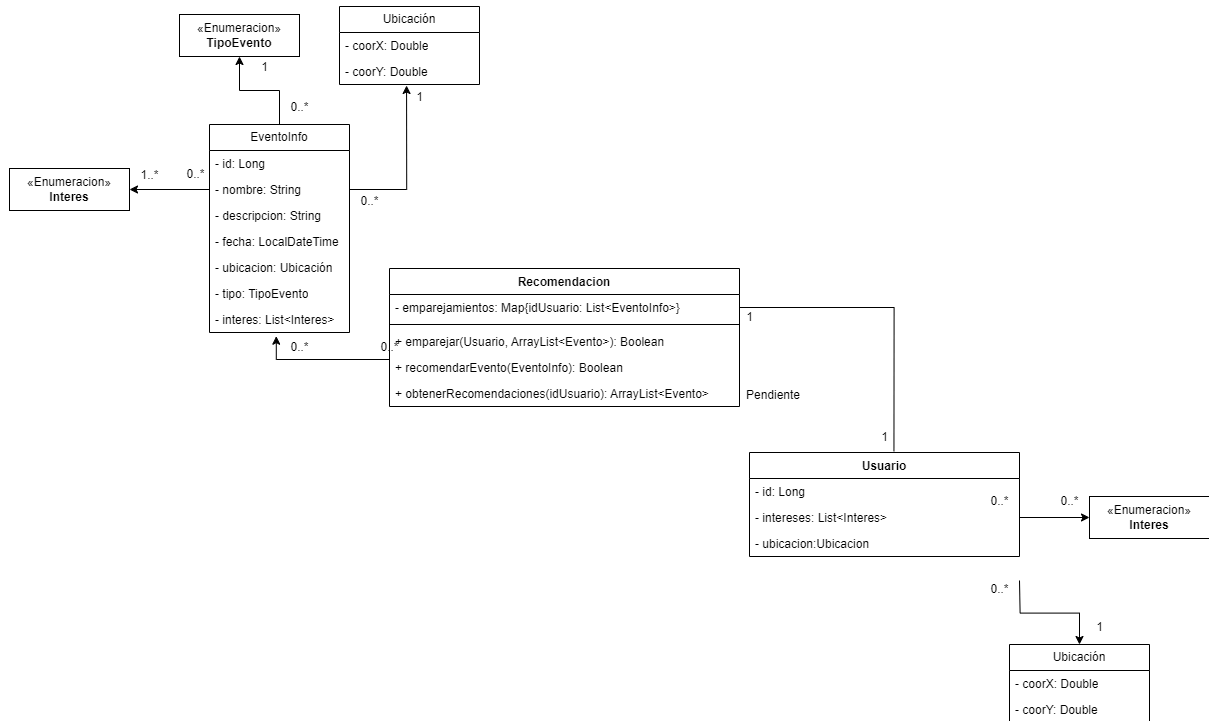 «Enumeracion»
TipoEvento
1
0..*
Ubicación
- coorX: Double
- coorY: Double
1
EventoInfo
- id: Long
- nombre: String
- descripcion: String
- fecha: LocalDateTime
- ubicacion: Ubicación
- tipo: TipoEvento
- interes: List<Interes>
0..*
1..*
0..*
«Enumeracion»
Interes
0..*
0..*
Recomendacion
- emparejamientos: Map{idUsuario: List<EventoInfo>}
+ emparejar(Usuario, ArrayList<Evento>): Boolean
+ recomendarEvento(EventoInfo): Boolean
+ obtenerRecomendaciones(idUsuario): ArrayList<Evento>
1
Pendiente
1
Usuario
- id: Long
- intereses: List<Interes>
- ubicacion:Ubicacion
0..*
0..*
«Enumeracion»
Interes
0..*
1
Ubicación
- coorX: Double
- coorY: Double